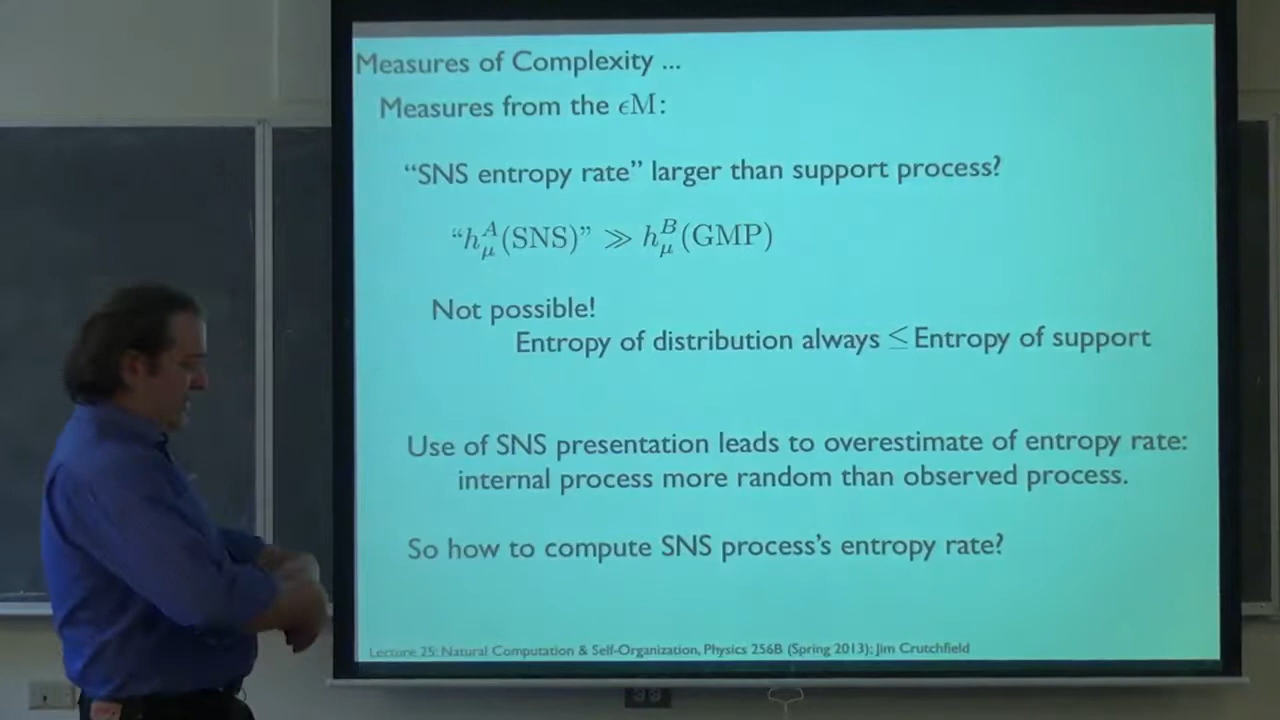 Measures of Complexity ...
Measures from the ϵM:
“SNS entropy rate” larger than support process?
“h_μ^A(SNS)” ≫ h_μ^B(GMP)
Not possible!
Entropy of distribution always ≤ Entropy of support
Use of SNS presentation leads to overestimate of entropy rate:
internal process more random than observed process.
So how to compute SNS process’s entropy rate?
Lecture 25: Natural Computation & Self-Organization, Physics 256B (Spring 2013); Jim Crutchfield